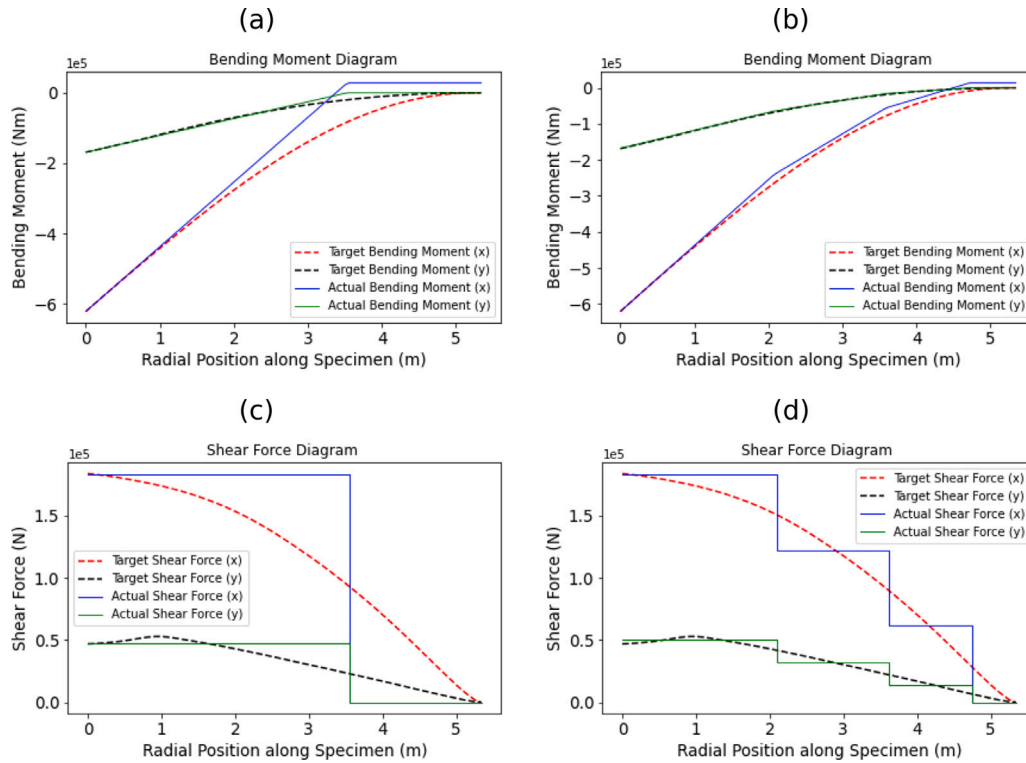 (a)
Bending Moment Diagram
1e5
0
−2
−4
−6
Bending Moment (Nm)
Target Bending Moment (x)
Target Bending Moment (y)
Actual Bending Moment (x)
Actual Bending Moment (y)
0 1 2 3 4 5
Radial Position along Specimen (m)
(b)
Bending Moment Diagram
1e5
0
−1
−2
−3
−4
−5
−6
Bending Moment (Nm)
Target Bending Moment (x)
Target Bending Moment (y)
Actual Bending Moment (x)
Actual Bending Moment (y)
0 1 2 3 4 5
Radial Position along Specimen (m)
(c)
Shear Force Diagram
1e5
1.5
1.0
0.5
0.0
Shear Force (N)
Target Shear Force (x)
Target Shear Force (y)
Actual Shear Force (x)
Actual Shear Force (y)
0 1 2 3 4 5
Radial Position along Specimen (m)
(d)
Shear Force Diagram
1e5
1.5
1.0
0.5
0.0
Shear Force (N)
Target Shear Force (x)
Target Shear Force (y)
Actual Shear Force (x)
Actual Shear Force (y)
0 1 2 3 4 5
Radial Position along Specimen (m)